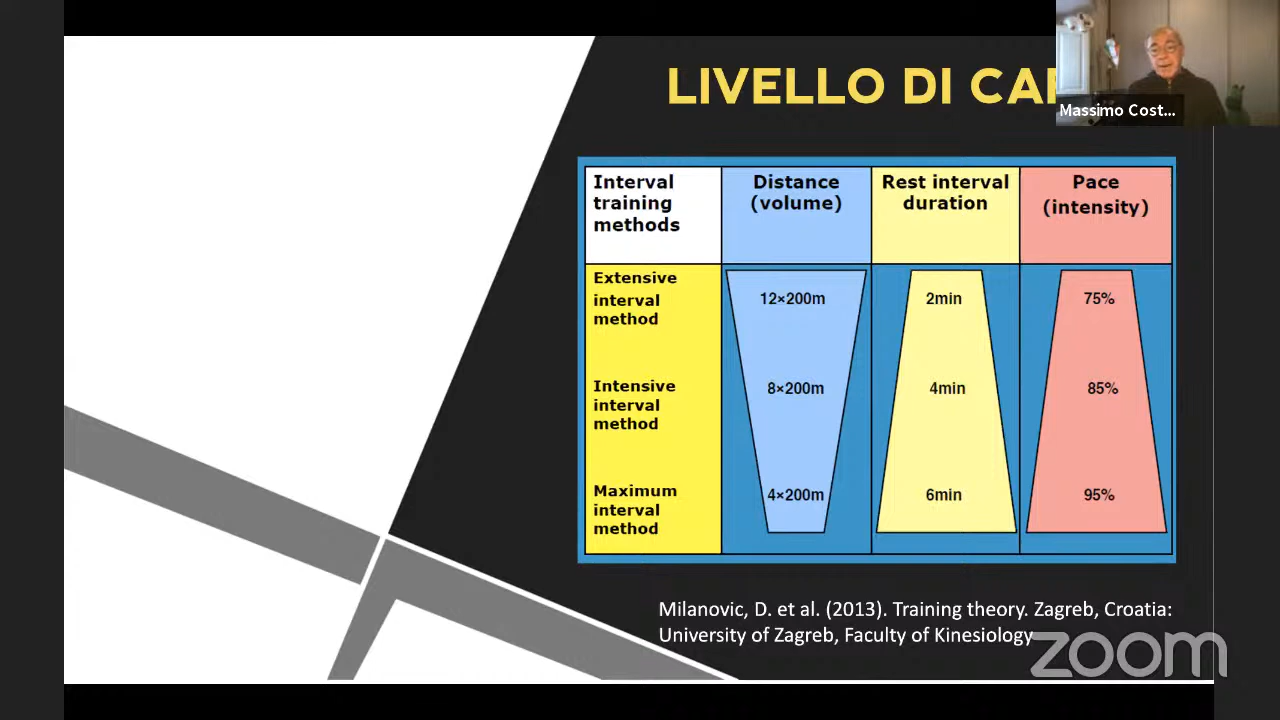 LIVELLO DI
Massimo Cost...
Interval
training
methods
Distance
(volume)
Rest interval
duration
Pace
(intensity)
Extensive
interval
method
12×200m
2min
75%
Intensive
interval
method
8×200m
4min
85%
Maximum
interval
method
4×200m
6min
95%
Milanovic, D. et al. (2013). Training theory. Zagreb, Croatia:
University of Zagreb, Faculty of Kinesiology
zoom